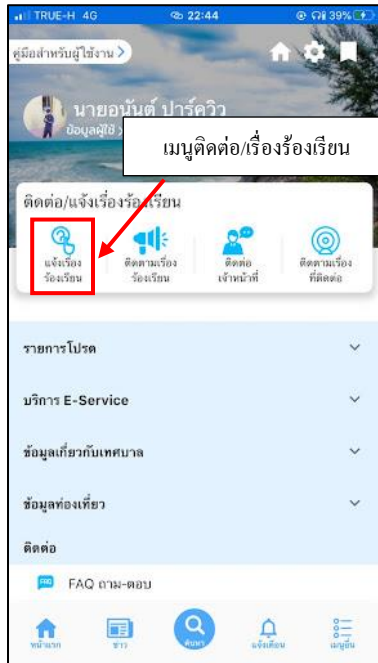 TRUE-H 4G 22:44 39%
คู่มือสำหรับผู้ใช้งาน >
นายอนันต์ ปาร์ควิว
ข้อมูลผู้ใช้
เมนูติดต่อ/เรื่องร้องเรียน
ติดต่อ/แจ้งเรื่องร้องเรียน
แจ้งเรื่อง ติดตามเรื่อง ติดต่อ ติดตามเรื่อง
ร้องเรียน ร้องเรียน เจ้าหน้าที่ ที่ติดต่อ
รายการโปรด
บริการ E-Service
ข้อมูลเกี่ยวกับเทศบาล
ข้อมูลท่องเที่ยว
ติดต่อ
FAQ FAQ ถาม-ตอบ
หน้าแรก ข่าว ค้นหา แจ้งเตือน เมนูอื่น